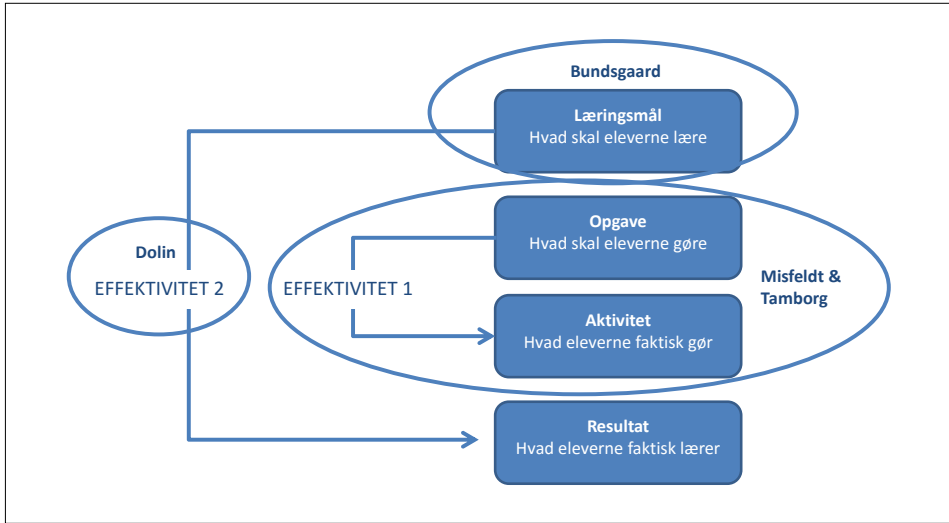 Bundsgaard
Læringsmål
Hvad skal eleverne lære
Opgave
Hvad skal eleverne gøre
Dolin
EFFEKTIVITET 2
EFFEKTIVITET 1
Misfeldt &
Tamborg
Aktivitet
Hvad eleverne faktisk gør
Resultat
Hvad eleverne faktisk lærer